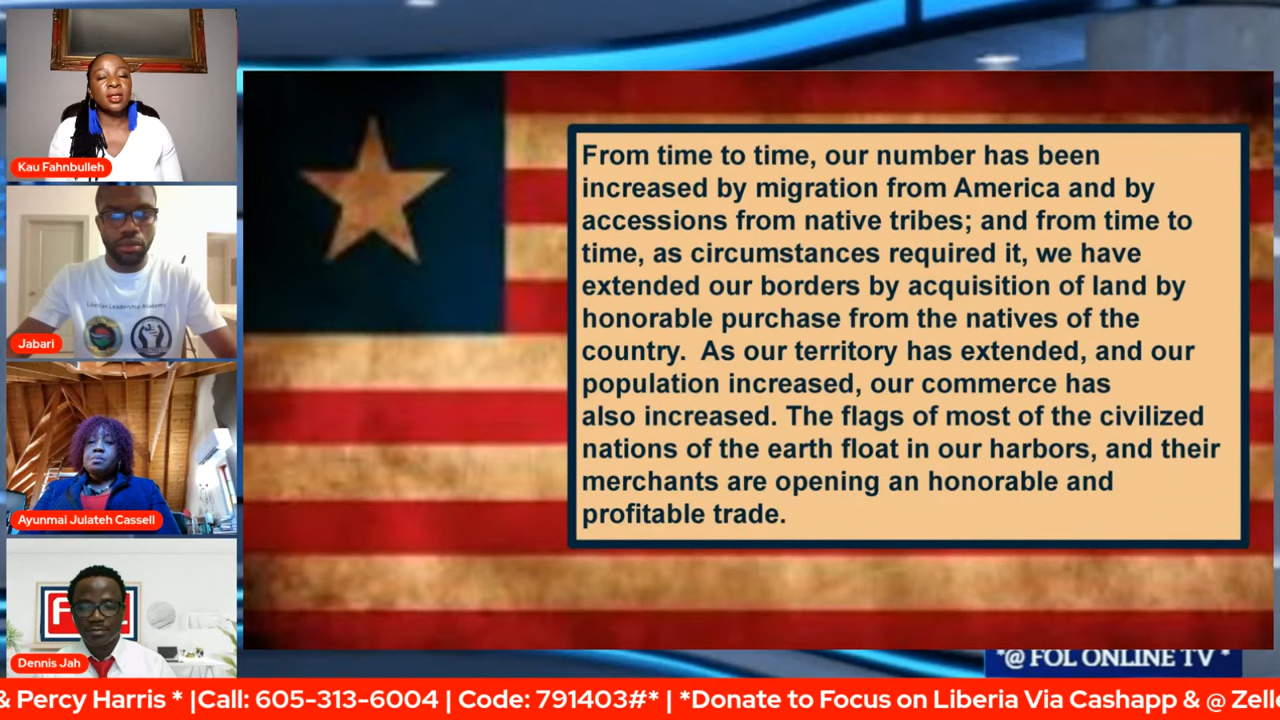 Kau Fahnbulleh
Jabari
Liberian Leadership Academy
Ayunmai Julateh Cassell
Dennis Jah
From time to time, our number has been
increased by migration from America and by
accessions from native tribes; and from time to
time, as circumstances required it, we have
extended our borders by acquisition of land by
honorable purchase from the natives of the
country. As our territory has extended, and our
population increased, our commerce has
also increased. The flags of most of the civilized
nations of the earth float in our harbors, and their
merchants are opening an honorable and
profitable trade.
*@ FOL ONLINE TV *
& Percy Harris * |Call: 605-313-6004 | Code: 791403#* | *Donate to Focus on Liberia Via Cashapp & @ Zelle